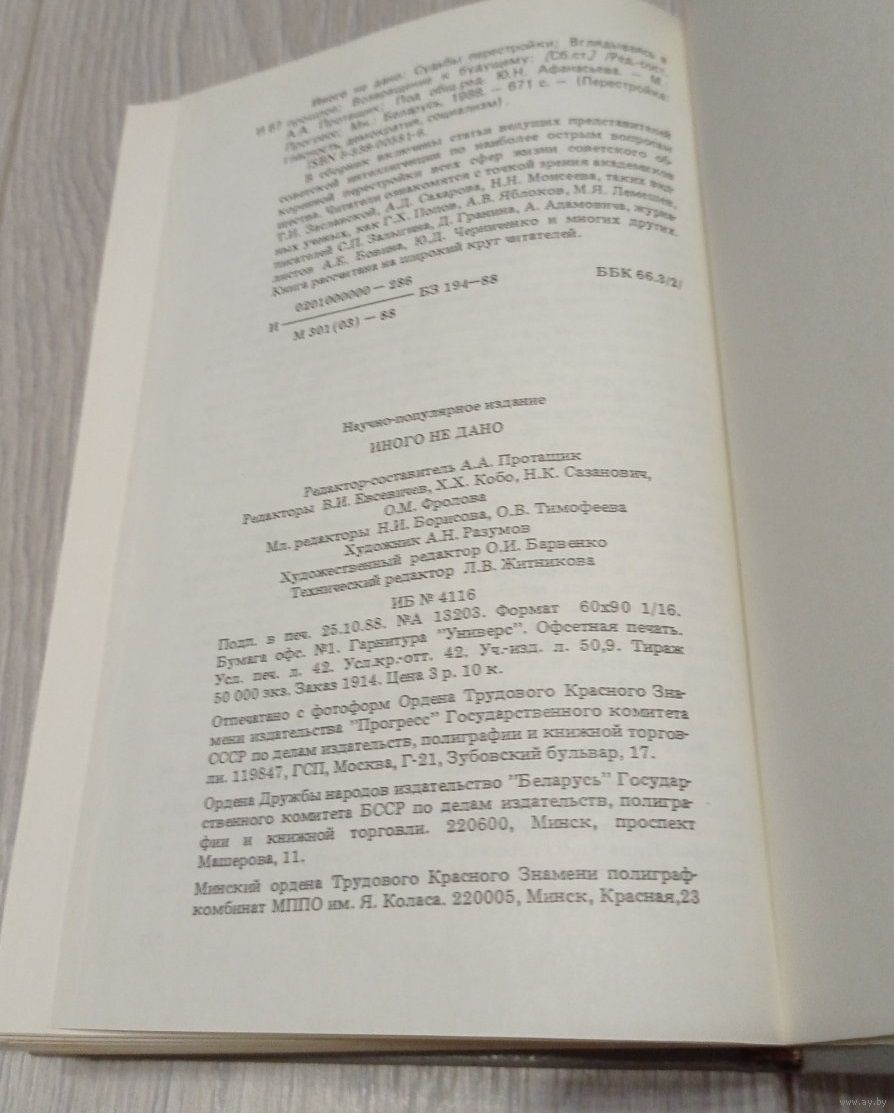 Иного не дано: Судьбы перестройки; Вглядываясь в
И 67 прошлое; Возвращение к будущему: [Сб.ст.] /Ред.-сост.
А.А. Проташик; Под общ.ред. Ю.Н. Афанасьева. — М.:
Прогресс; Мн.: Беларусь, 1988. — 671 с. — (Перестройка:
гласность, демократия, социализм).
ISBN 5-338-00381-6.
В сборник включены статьи ведущих представителей
советской интеллигенции по наиболее острым вопросам
коренной перестройки всех сфер жизни советского об-
щества. Читатели ознакомятся с точкой зрения академиков
Т.И. Заславской, А.Д. Сахарова, Н.Н. Моисеева, таких вид-
ных ученых, как Г.Х. Попов, А.В. Яблоков, М.Я. Лемешев,
писателей С.П. Залыгина, Д. Гранина, А. Адамовича, журна-
листов А.Е. Бовина, Ю.Д. Черниченко и многих других.
Книга рассчитана на широкий круг читателей.
И 0201000000 — 286 БЗ 194—88
М 301(03) — 88
ББК 66.3/2/
Научно-популярное издание
ИНОГО НЕ ДАНО
Редактор-составитель А.А. Проташик
Редакторы В.И. Евсевичев, Х.Х. Кобо, Н.К. Сазанович,
О.М. Фролова
Мл. редакторы Н.И. Борисова, О.В. Тимофеева
Художник А.Н. Разумов
Художественный редактор О.И. Барвенко
Технический редактор Л.В. Житникова
ИБ № 4116
Подп. в печ. 25.10.88. №А 13203. Формат 60х90 1/16.
Бумага офс. №1. Гарнитура "Универс". Офсетная печать.
Усл. печ. л. 42. Усл.кр.-отт. 42. Уч.-изд. л. 50,9. Тираж
50 000 экз. Заказ 1914. Цена 3 р. 10 к.
Отпечатано с фотоформ Ордена Трудового Красного Зна-
мени издательства "Прогресс" Государственного комитета
СССР по делам издательств, полиграфии и книжной торгов-
ли. 119847, ГСП, Москва, Г-21, Зубовский бульвар, 17.
Ордена Дружбы народов издательство "Беларусь" Государ-
ственного комитета БССР по делам издательств, полигра-
фии и книжной торговли. 220600, Минск, проспект
Машерова, 11.
Минский ордена Трудового Красного Знамени полиграф-
комбинат МППО им. Я. Коласа. 220005, Минск, Красная,23
www.ay.by